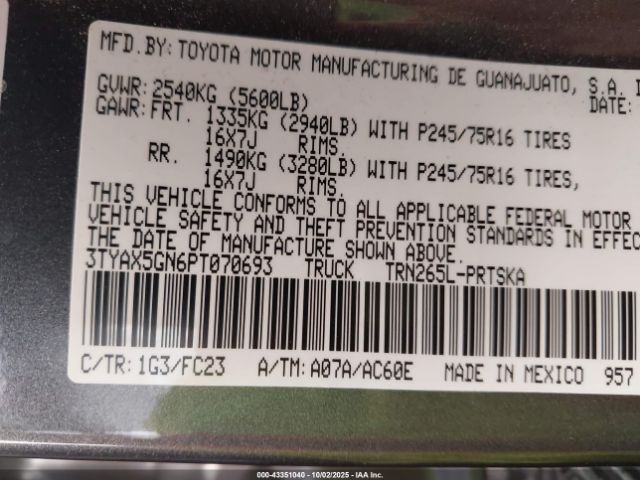 MFD.BY: TOYOTA MOTOR MANUFACTURING DE GUANAJUATO, S.A.
GVWR: 2540KG (5600LB) DATE:
GAWR: FRT. 1335KG (2940LB) WITH P245/75R16 TIRES
16X7J RIMS.
RR. 1490KG (3280LB) WITH P245/75R16 TIRES,
16X7J RIMS.
THIS VEHICLE CONFORMS TO ALL APPLICABLE FEDERAL MOTOR
VEHICLE SAFETY AND THEFT PREVENTION STANDARDS IN EFFEC
THE DATE OF MANUFACTURE SHOWN ABOVE.
3TYAX5GN6PT070693 TRUCK TRN265L-PRTSKA
C/TR: 1G3/FC23 A/TM: A07A/AC60E MADE IN MEXICO 957
000-43351040 - 10/02/2025 - IAA Inc.